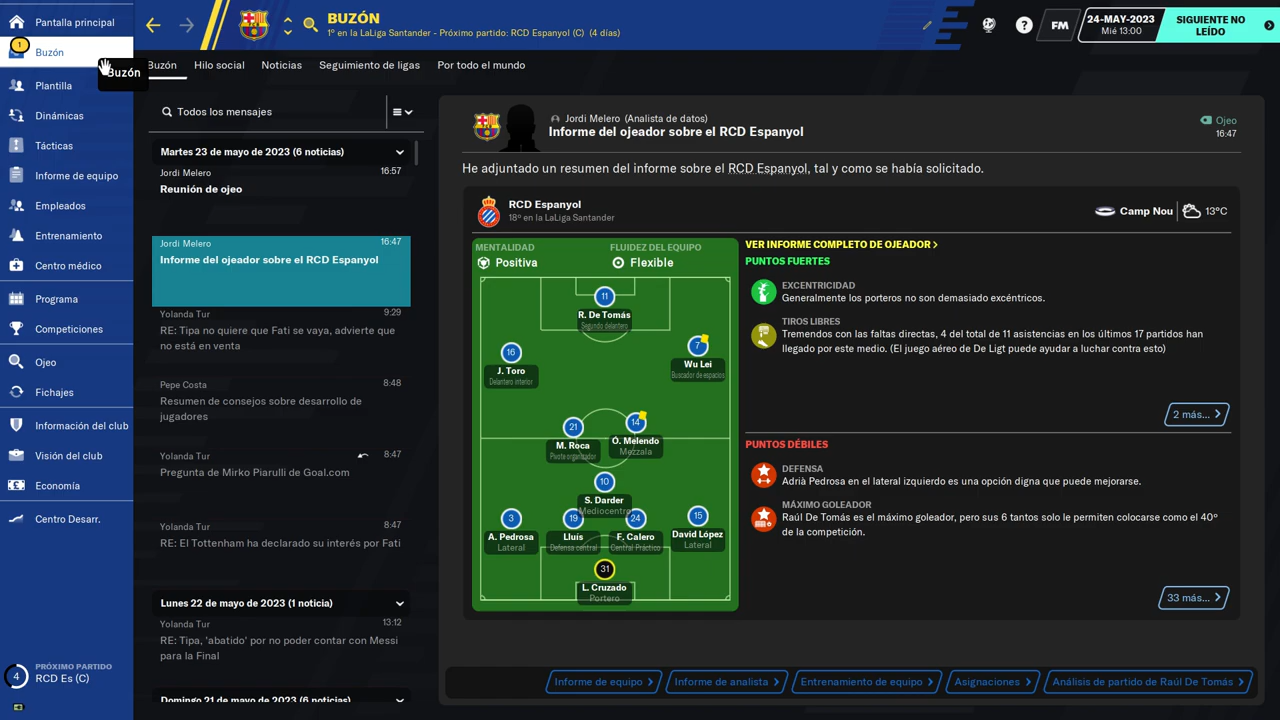 Pantalla principal
1
Buzón
Buzón
Plantilla
Dinámicas
Tácticas
Informe de equipo
Empleados
Entrenamiento
Centro médico
Programa
Competiciones
Ojeo
Fichajes
Información del club
Visión del club
Economía
Centro Desarr.
PRÓXIMO PARTIDO
4
RCD Es (C)
BUZÓN
1º en la LaLiga Santander - Próximo partido: RCD Espanyol (C) (4 días)
FM
24-MAY-2023
Mié 13:00
SIGUIENTE NO LEÍDO
Buzón
Hilo social
Noticias
Seguimiento de ligas
Por todo el mundo
Todos los mensajes
Martes 23 de mayo de 2023 (6 noticias)
Jordi Melero 16:57
Reunión de ojeo
Jordi Melero 16:47
Informe del ojeador sobre el RCD Espanyol
Yolanda Tur 9:29
RE: Tipa no quiere que Fati se vaya, advierte que
no está en venta
Pepe Costa 8:48
Resumen de consejos sobre desarrollo de
jugadores
Yolanda Tur 8:47
Pregunta de Mirko Piarulli de Goal.com
Yolanda Tur 8:47
RE: El Tottenham ha declarado su interés por Fati
Lunes 22 de mayo de 2023 (1 noticia)
Yolanda Tur 13:12
RE: Tipa, 'abatido' por no poder contar con Messi
para la Final
Domingo 21 de mayo de 2023 (6 noticias)
Jordi Melero (Analista de datos)
Informe del ojeador sobre el RCD Espanyol
Ojeo
16:47
He adjuntado un resumen del informe sobre el RCD Espanyol, tal y como se había solicitado.
RCD Espanyol
18º en la LaLiga Santander
Camp Nou
13°C
MENTALIDAD
Positiva
FLUIDEZ DEL EQUIPO
Flexible
11
R. De Tomás
Segundo delantero
16
J. Toro
Delantero interior
7
Wu Lei
Buscador de espacios
21
M. Roca
Pivote organizador
14
Ó. Melendo
Mezzala
10
S. Darder
Mediocentro
3
A. Pedrosa
Lateral
19
Lluís
Defensa central
24
F. Calero
Central Práctico
15
David López
Lateral
31
L. Cruzado
Portero
VER INFORME COMPLETO DE OJEADOR >
PUNTOS FUERTES
EXCENTRICIDAD
Generalmente los porteros no son demasiado excéntricos.
TIROS LIBRES
Tremendos con las faltas directas, 4 del total de 11 asistencias en los últimos 17 partidos han
llegado por este medio. (El juego aéreo de De Ligt puede ayudar a luchar contra esto)
2 más... >
PUNTOS DÉBILES
DEFENSA
Adrià Pedrosa en el lateral izquierdo es una opción digna que puede mejorarse.
MÁXIMO GOLEADOR
Raúl De Tomás es el máximo goleador, pero sus 6 tantos solo le permiten colocarse como el 40º
de la competición.
33 más... >
Informe de equipo >
Informe de analista >
Entrenamiento de equipo >
Asignaciones >
Análisis de partido de Raúl De Tomás >